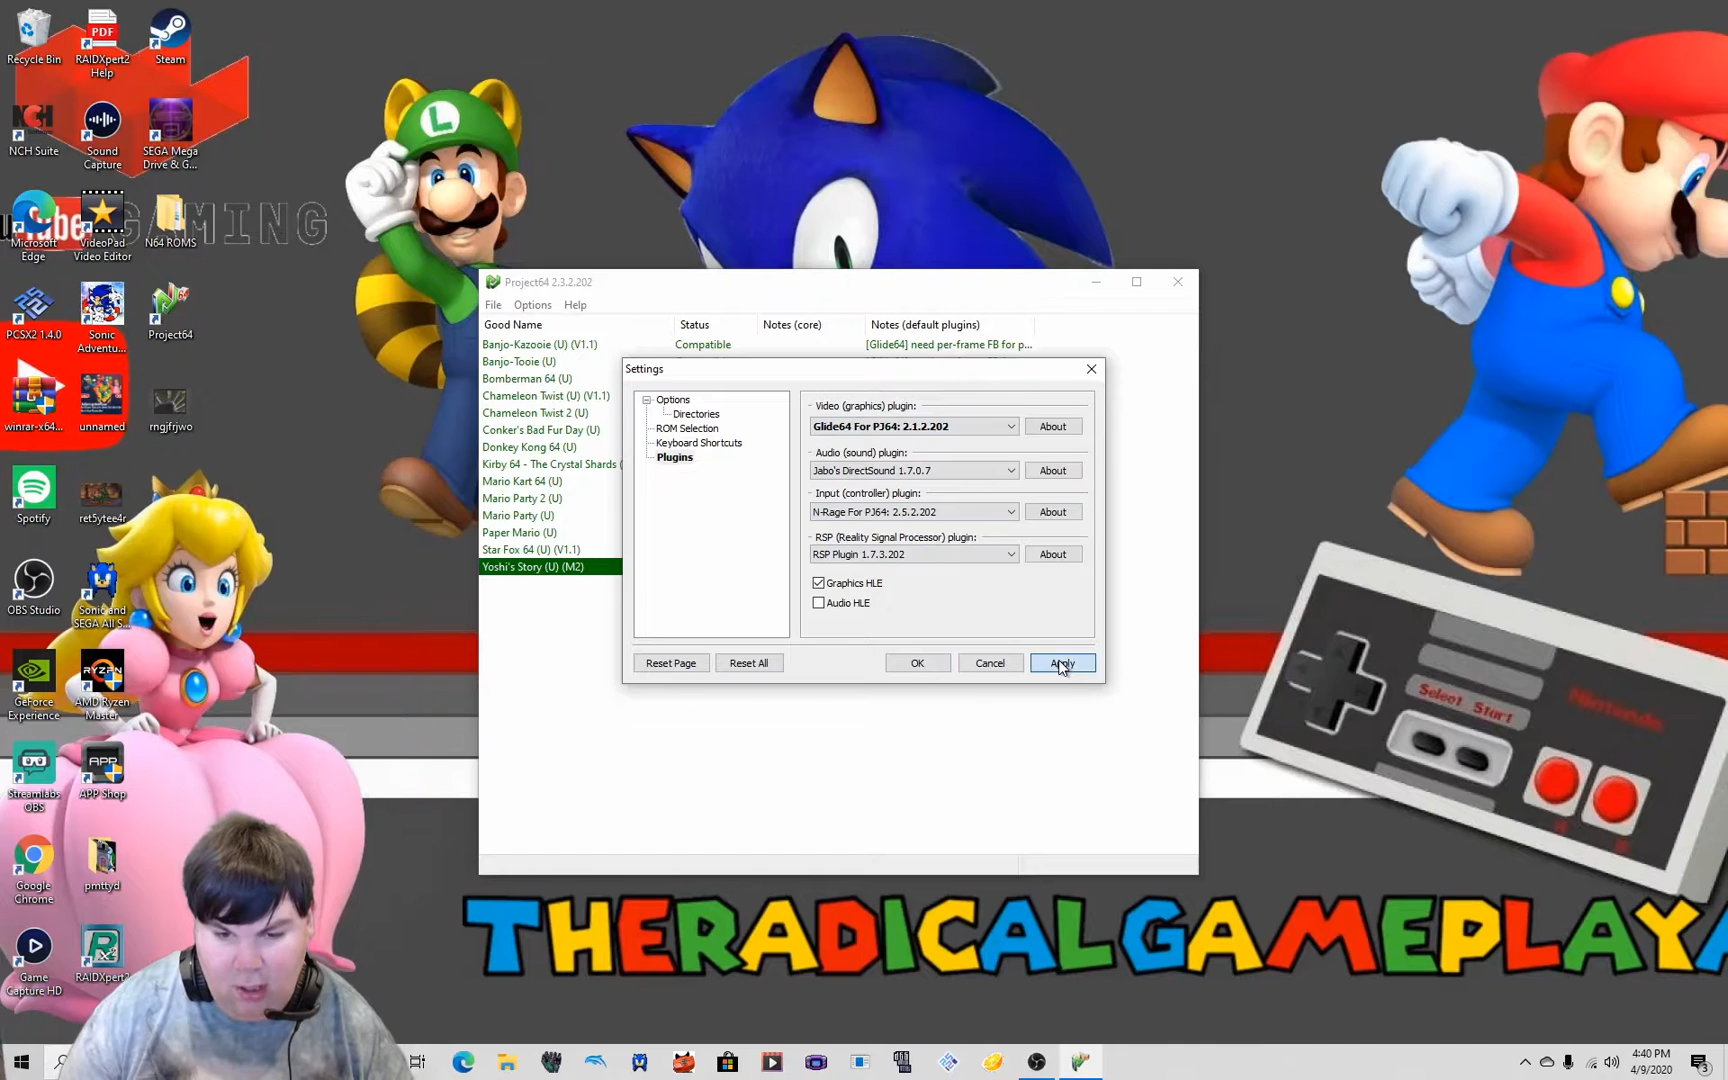 Recycle Bin
RAIDXpert2 Help
PDF
Steam
NCH Suite
NCH
Sound Capture
SEGA Mega Drive & G...
Microsoft Edge
VideoPad Video Editor
N64 ROMS
Tube GAMING
PCSX2 1.4.0
Sonic Adventu...
Project64
winrar-x64...
unnamed
rngjfrjwo
Spotify
ret5ytee4r
OBS Studio
Sonic and SEGA All S...
GeForce Experience
AMD Ryzen Master
RYZEN
Streamlabs OBS
APP Shop
APP
Google Chrome
pmttyd
Game Capture HD
RAIDXpert2
L
Project64 2.3.2.202
File Options Help
Good Name Status Notes (core) Notes (default plugins)
Banjo-Kazooie (U) (V1.1) Compatible [Glide64] need per-frame FB for p...
Banjo-Tooie (U)
Bomberman 64 (U)
Chameleon Twist (U) (V1.1)
Chameleon Twist 2 (U)
Conker's Bad Fur Day (U)
Donkey Kong 64 (U)
Kirby 64 - The Crystal Shards (
Mario Kart 64 (U)
Mario Party 2 (U)
Mario Party (U)
Paper Mario (U)
Star Fox 64 (U) (V1.1)
Yoshi's Story (U) (M2)
Settings
Options
Directories
ROM Selection
Keyboard Shortcuts
Plugins
Video (graphics) plugin:
Glide64 For PJ64: 2.1.2.202 About
Audio (sound) plugin:
Jabo's DirectSound 1.7.0.7 About
Input (controller) plugin:
N-Rage For PJ64: 2.5.2.202 About
RSP (Reality Signal Processor) plugin:
RSP Plugin 1.7.3.202 About
Graphics HLE
Audio HLE
Reset Page Reset All OK Cancel Apply
Select Start
Nintendo
THERADICALGAMEPLAYA
4:40 PM
4/9/2020
3